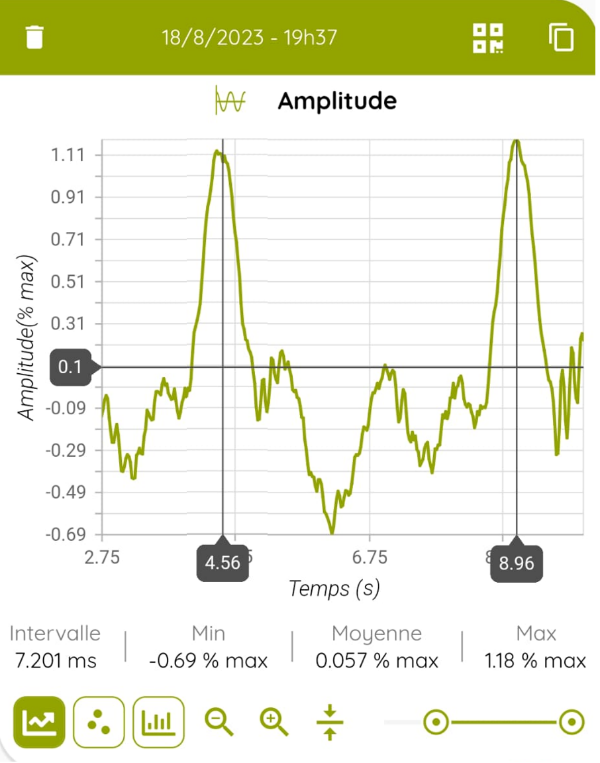 18/8/2023 - 19h37
Amplitude
1.11
0.91
0.71
0.51
0.31
0.1
-0.09
-0.29
-0.49
-0.69
Amplitude(% max)
2.75
4.56
6.75
8.96
Temps (s)
Intervalle
7.201 ms
Min
-0.69 % max
Moyenne
0.057 % max
Max
1.18 % max